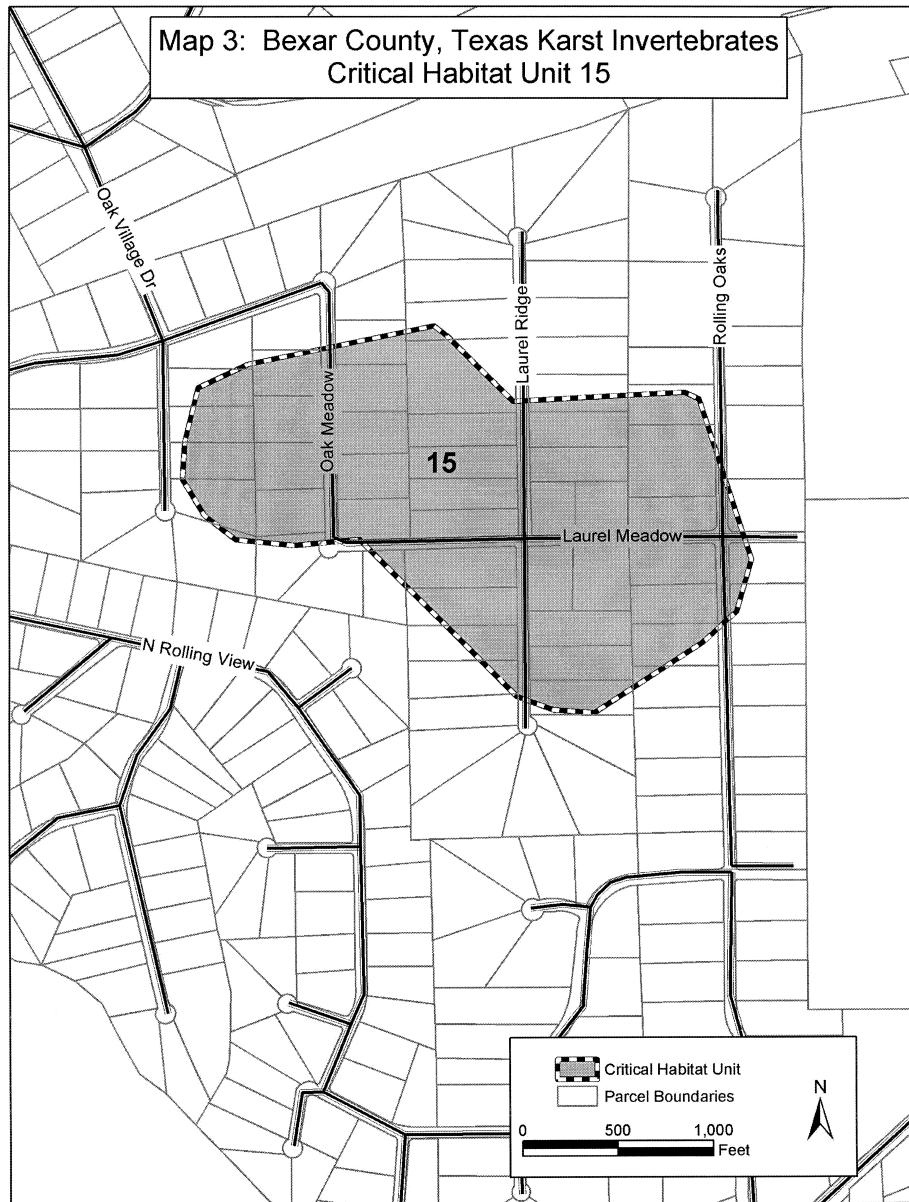 Map 3: Bexar County, Texas Karst Invertebrates
Critical Habitat Unit 15
Oak Village Dr
Rolling Oaks
Laurel Ridge
Oak Meadow
15
Laurel Meadow
N Rolling View
Critical Habitat Unit
Parcel Boundaries
N
0 500 1,000
Feet